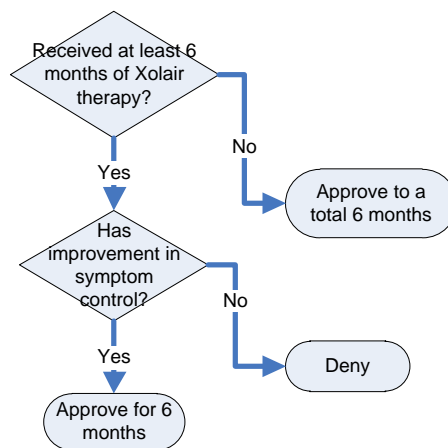 Received at least 6
months of Xolair
therapy?
No
Yes
Approve to a
total 6 months
Has
improvement in
symptom
control?
No
Yes
Deny
Approve for 6
months